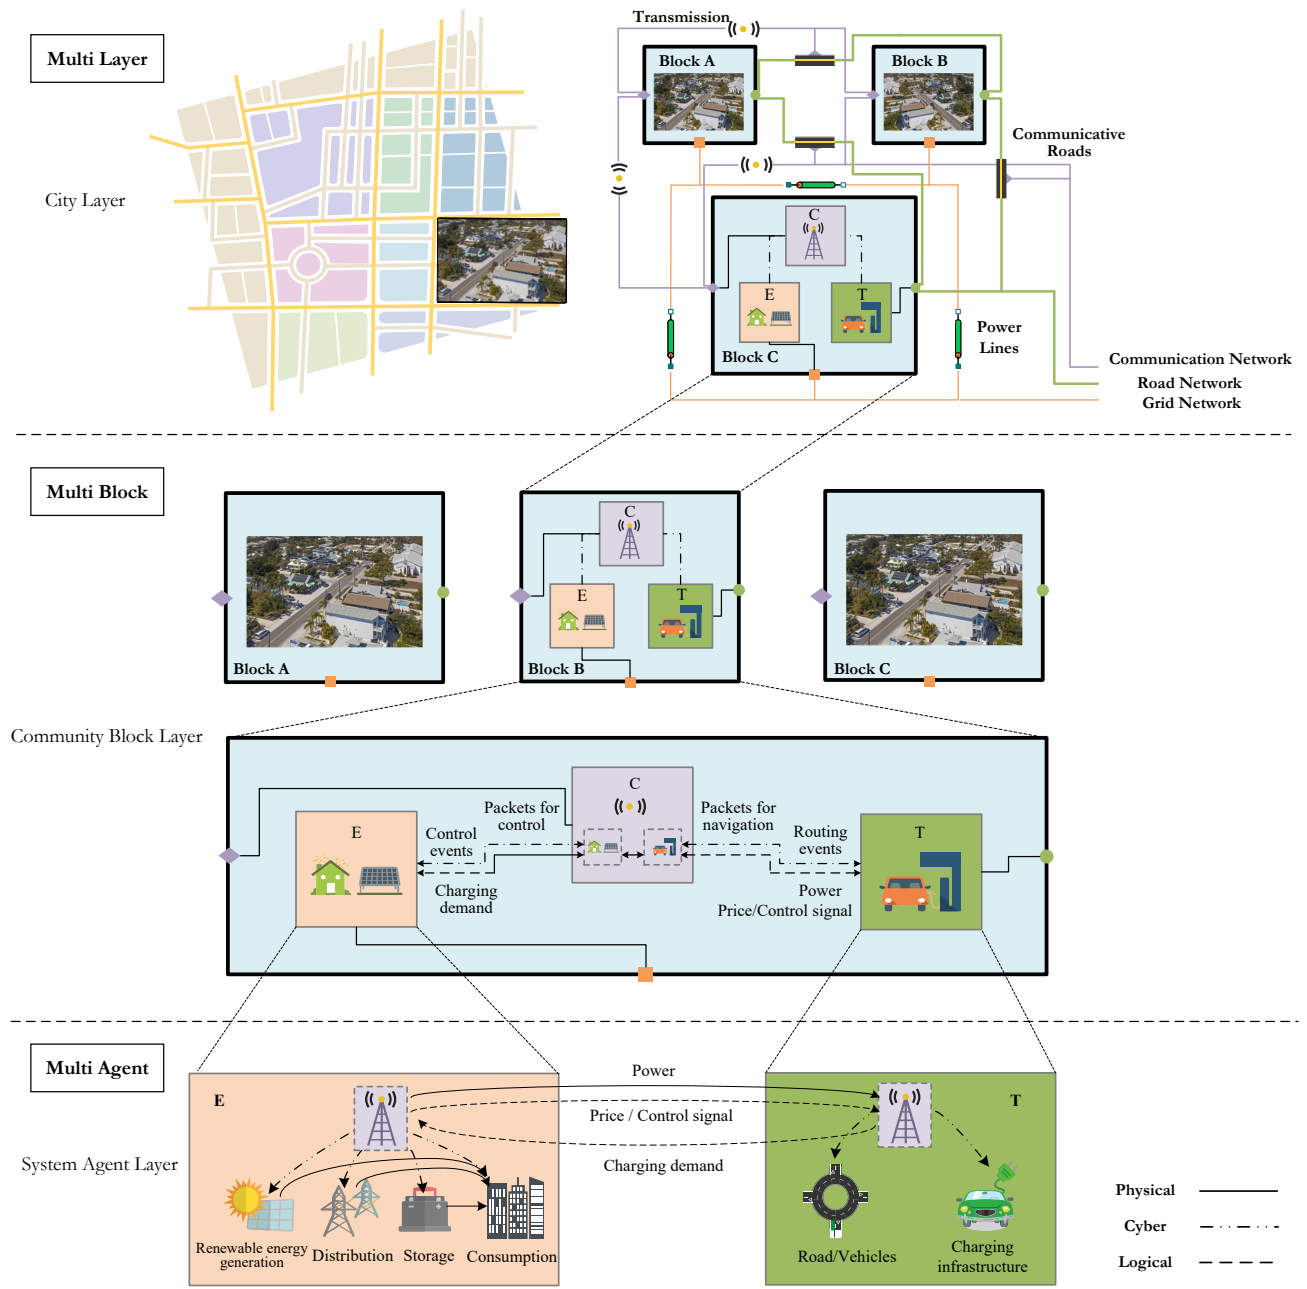 Multi Layer
City Layer
Transmission
Block A
Block B
Communicative
Roads
C
E
T
Block C
Power
Lines
Communication Network
Road Network
Grid Network
Multi Block
Block A
C
E
T
Block B
Block C
Community Block Layer
C
E
T
Packets for
control
Control
events
Charging
demand
Packets for
navigation
Routing
events
Power
Price/Control signal
Multi Agent
System Agent Layer
E
T
Power
Price / Control signal
Charging demand
Renewable energy
generation
Distribution
Storage
Consumption
Road/Vehicles
Charging
infrastructure
Physical
Cyber
Logical